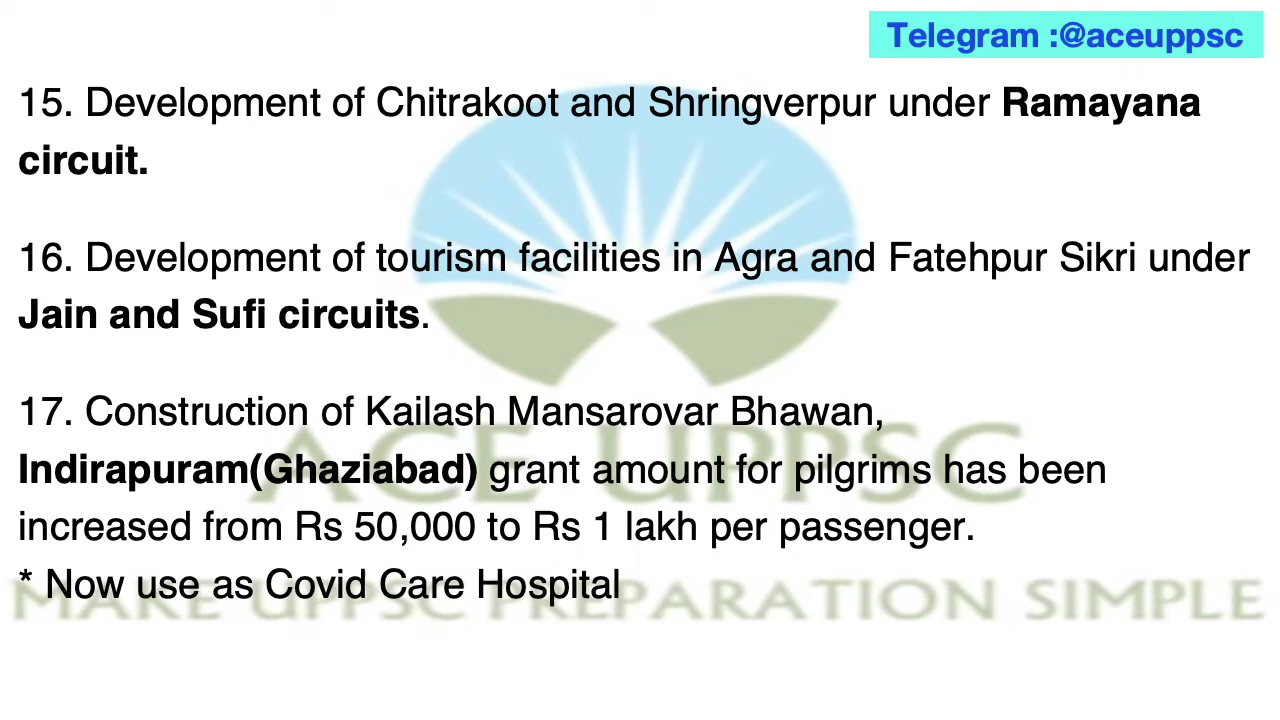 Telegram :@aceuppsc
15. Development of Chitrakoot and Shringverpur under Ramayana
circuit.
16. Development of tourism facilities in Agra and Fatehpur Sikri under
Jain and Sufi circuits.
17. Construction of Kailash Mansarovar Bhawan,
Indirapuram(Ghaziabad) grant amount for pilgrims has been
increased from Rs 50,000 to Rs 1 lakh per passenger.
* Now use as Covid Care Hospital
ACE UPPSC
MAKE UPPSC PREPARATION SIMPLE